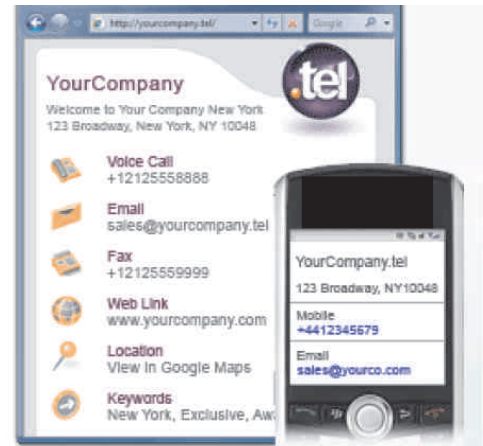 http://yourcompany.tel/
Google
YourCompany
.tel
Welcome to Your Company New York
123 Broadway, New York, NY 10048
Voice Call
+12125558888
Email
sales@yourcompany.tel
Fax
+12125559999
Web Link
www.yourcompany.com
Location
View In Google Maps
Keywords
New York, Exclusive,
YourCompany.tel
123 Broadway, NY10048
Mobile
+4412345679
Email
sales@yourco.com